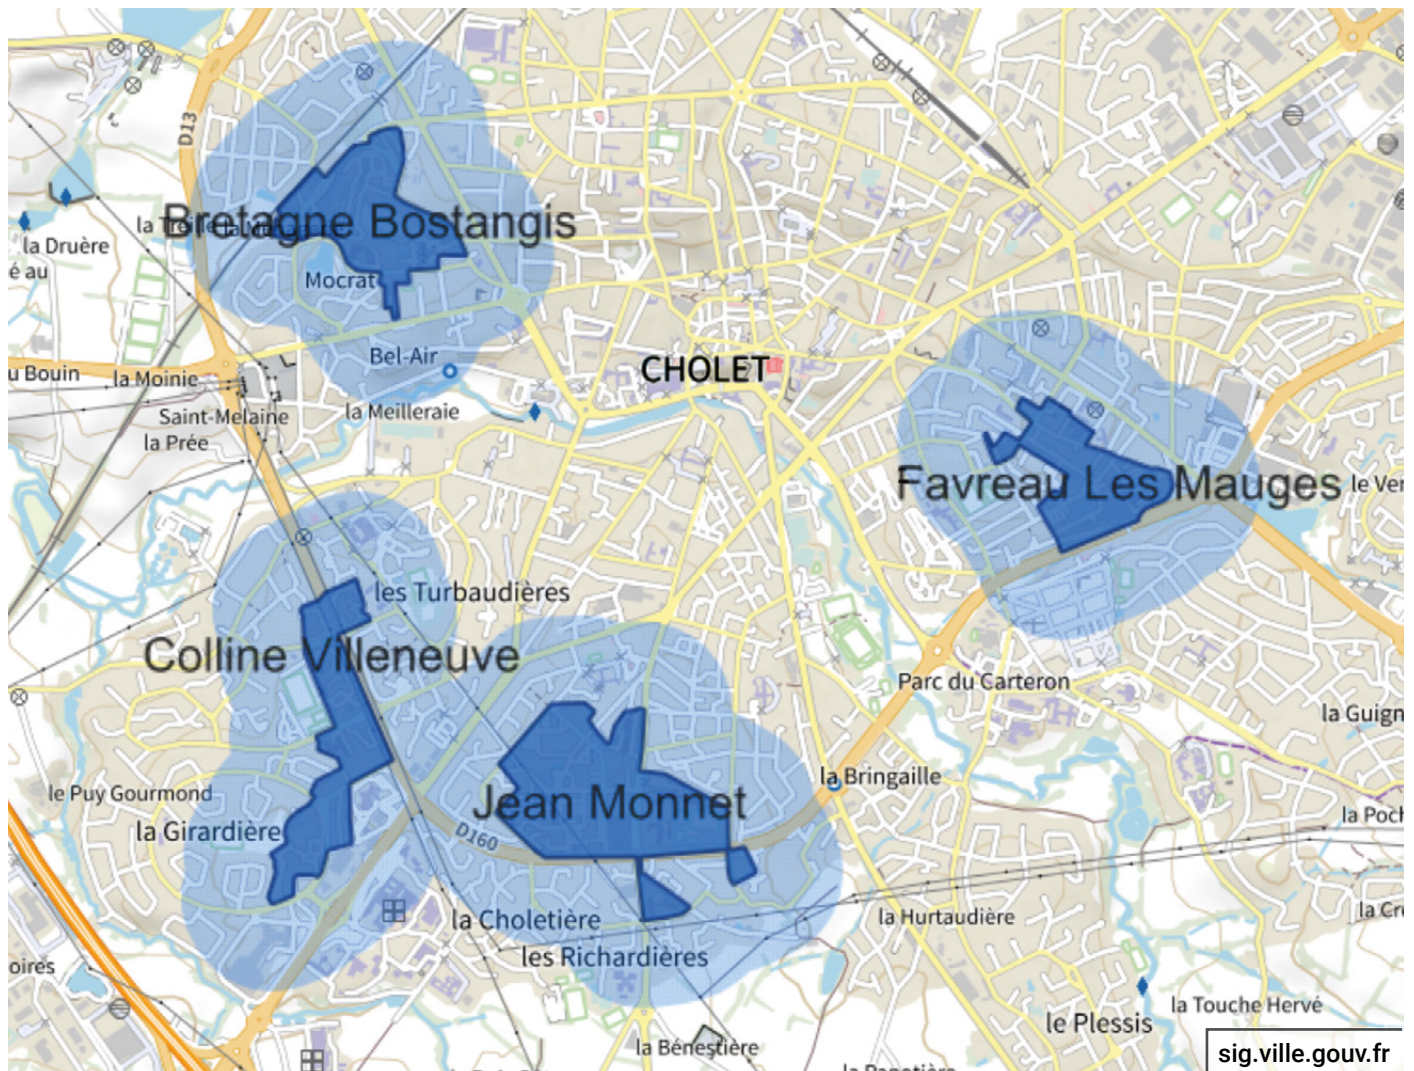 D13
la Druère
é au
Bretagne Bostangis
Mocrat
Bel-Air
u Bouin
la Moinie
Saint-Melaine
la Prée
la Meilleraie
CHOLET
Favreau Les Mauges
le Ver
les Turbaudières
Colline Villeneuve
Parc du Carteron
la Guign
le Puy Gourmond
la Girardière
Jean Monnet
D160
la Bringaille
la Poch
la Choletière
les Richardières
la Hurtaudière
la Cre
oires
le Plessis
la Touche Hervé
la Bénestière
sig.ville.gouv.fr